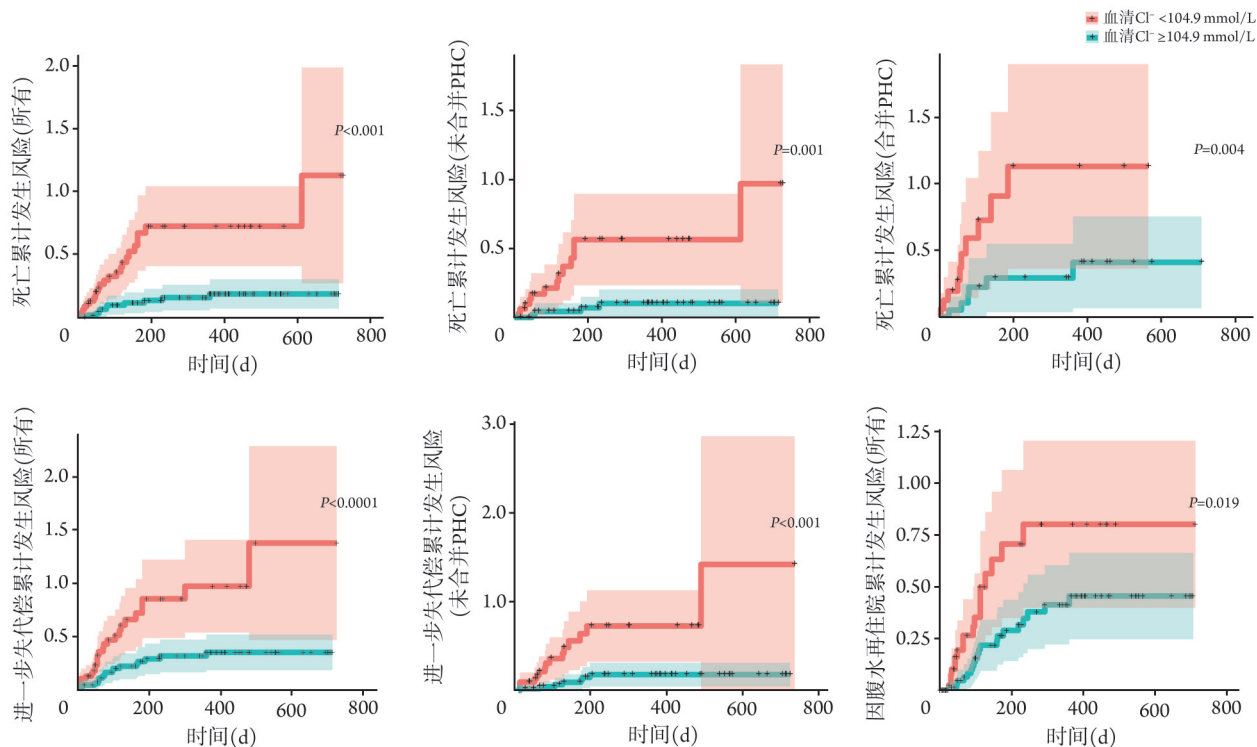 血清Cl⁻ <104.9 mmol/L
血清Cl⁻ ≥104.9 mmol/L
死亡累计发生风险(所有)
2.0
1.5
1.0
0.5
0
200
400
600
800
P<0.001
时间(d)
死亡累计发生风险(未合并PHC)
1.5
1.0
0.5
0
200
400
600
800
P=0.001
时间(d)
死亡累计发生风险(合并PHC)
1.5
1.0
0.5
0
200
400
600
800
P=0.004
时间(d)
进一步失代偿累计发生风险(所有)
2.0
1.5
1.0
0.5
0
200
400
600
800
P<0.0001
时间(d)
进一步失代偿累计发生风险
(未合并PHC)
3.0
2.0
1.0
0
200
400
600
800
P<0.001
时间(d)
因腹水再住院累计发生风险(所有)
1.25
1.00
0.75
0.50
0.25
0
200
400
600
800
P=0.019
时间(d)